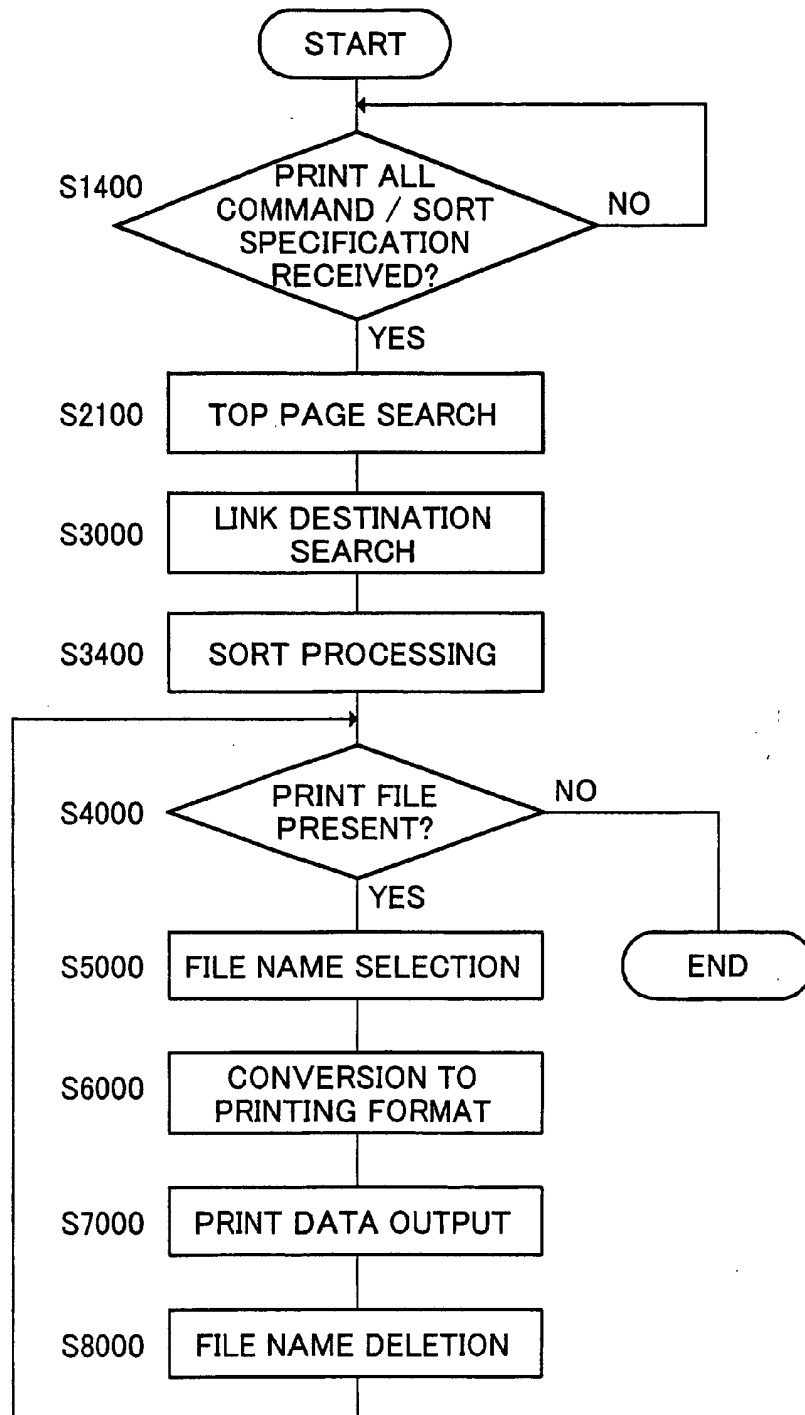 START
S1400
PRINT ALL
COMMAND / SORT
SPECIFICATION
RECEIVED?
NO
YES
S2100
TOP PAGE SEARCH
S3000
LINK DESTINATION
SEARCH
S3400
SORT PROCESSING
S4000
PRINT FILE
PRESENT?
NO
YES
S5000
FILE NAME SELECTION
END
S6000
CONVERSION TO
PRINTING FORMAT
S7000
PRINT DATA OUTPUT
S8000
FILE NAME DELETION